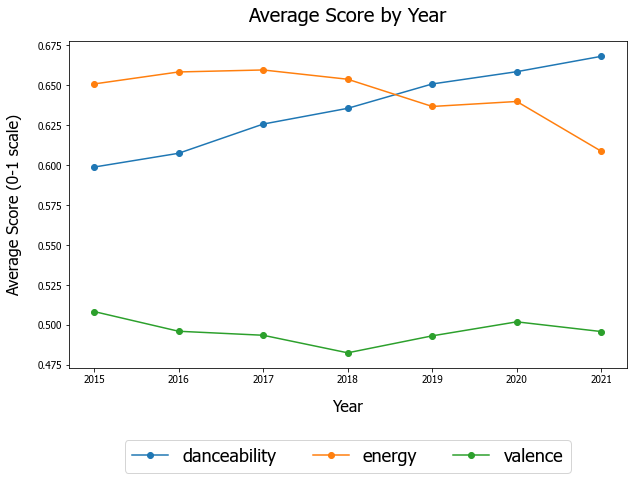 Average Score by Year
Average Score (0-1 scale)
0.675
0.650
0.625
0.600
0.575
0.550
0.525
0.500
0.475
2015 2016 2017 2018 2019 2020 2021
Year
danceability energy valence